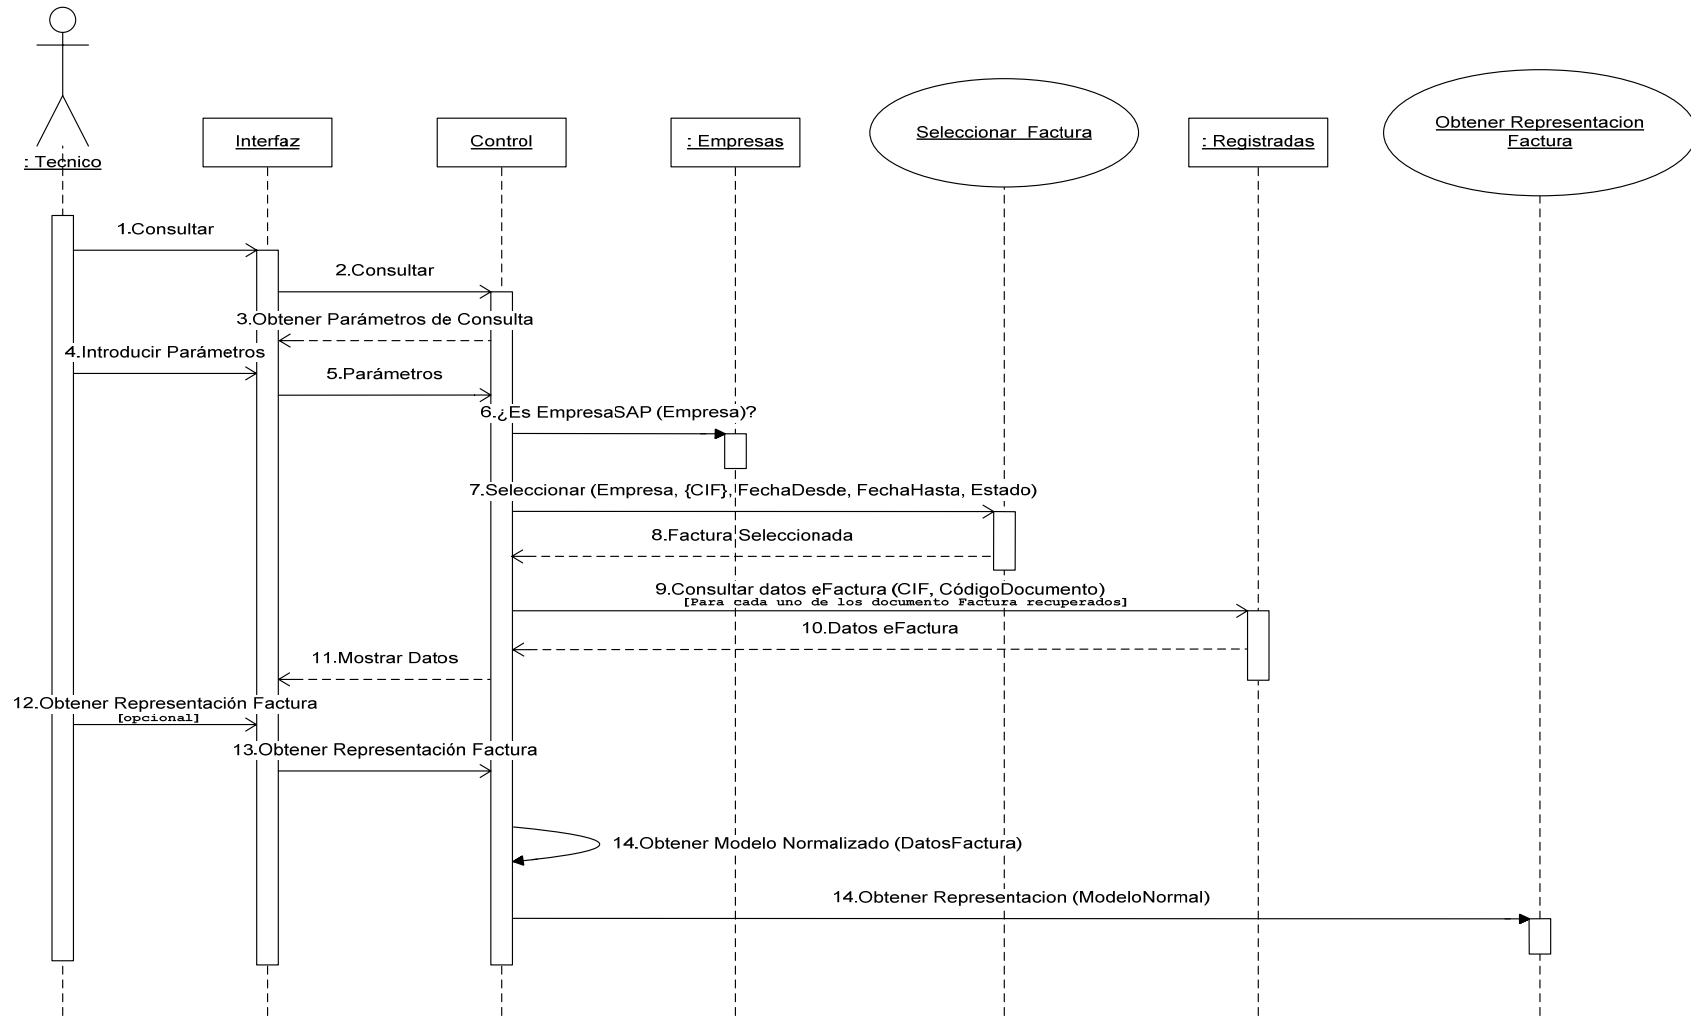 Obtener Representacion
Factura
Seleccionar Factura
Interfaz
Control
: Empresas
: Registradas
: Tecnico
1.Consultar
2.Consultar
3.Obtener Parámetros de Consulta
4.Introducir Parámetros
5.Parámetros
6.¿Es EmpresaSAP (Empresa)?
7.Seleccionar (Empresa, {CIF}, FechaDesde, FechaHasta, Estado)
8.Factura Seleccionada
9.Consultar datos eFactura (CIF, CódigoDocumento)
[Para cada uno de los documento Factura recuperados]
10.Datos eFactura
11.Mostrar Datos
12.Obtener Representación Factura
[opcional]
13.Obtener Representación Factura
14.Obtener Modelo Normalizado (DatosFactura)
14.Obtener Representacion (ModeloNormal)